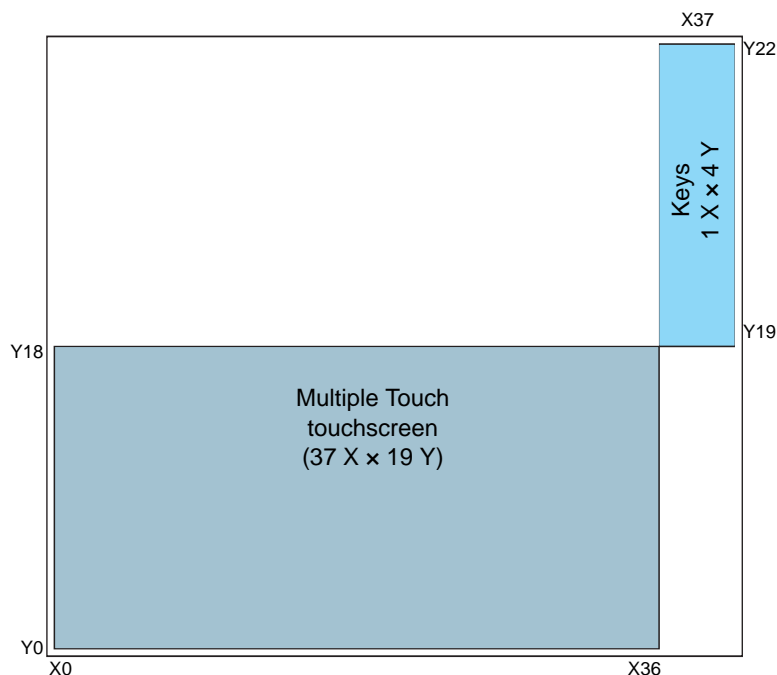 X37
Y22
Keys
1 X × 4 Y
Y19
Y18
Multiple Touch
touchscreen
(37 X × 19 Y)
Y0
X0
X36